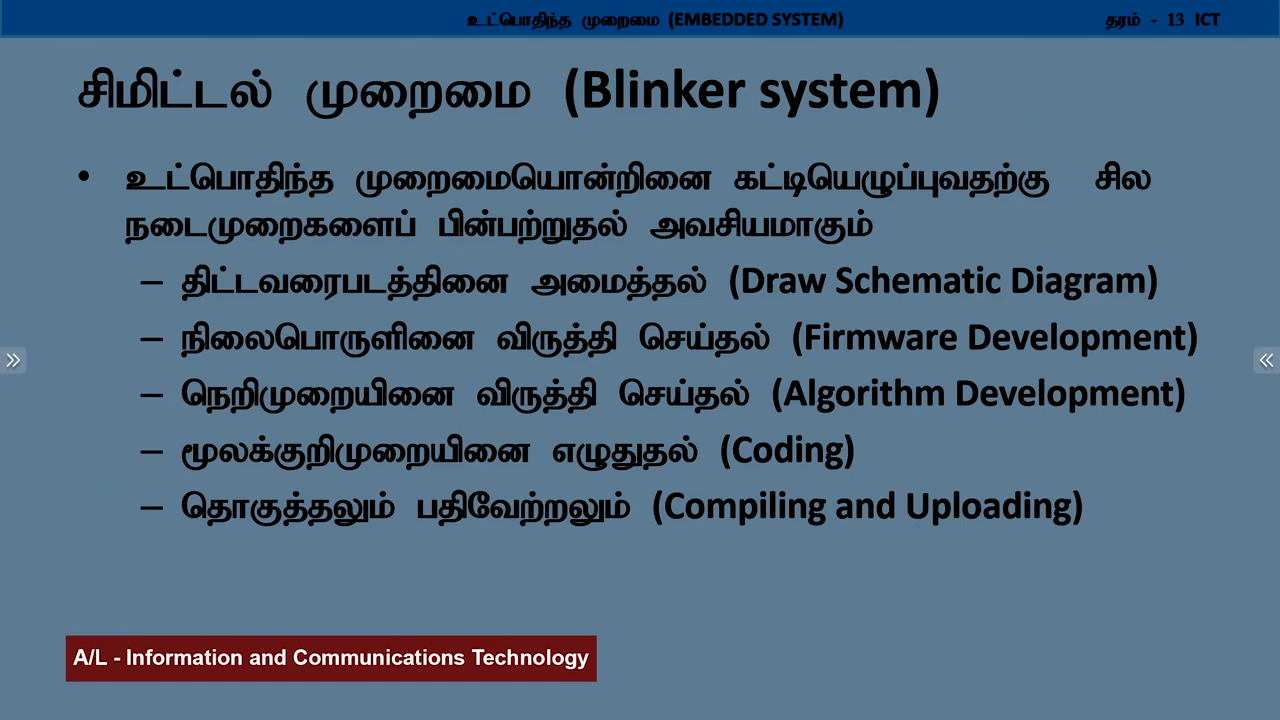 உட்பொதிந்த முறைமை (EMBEDDED SYSTEM)
தரம் - 13 ICT
சிமிட்டல் முறைமை (Blinker system)
• உட்பொதிந்த முறைமையொன்றினை கட்டியெழுப்புவதற்கு சில
நடைமுறைகளைப் பின்பற்றுதல் அவசியமாகும்
– திட்டவரைபடத்தினை அமைத்தல் (Draw Schematic Diagram)
– நிலைபொருளினை விருத்தி செய்தல் (Firmware Development)
– நெறிமுறையினை விருத்தி செய்தல் (Algorithm Development)
– மூலக்குறிமுறையினை எழுதுதல் (Coding)
– தொகுத்தலும் பதிவேற்றலும் (Compiling and Uploading)
A/L - Information and Communications Technology